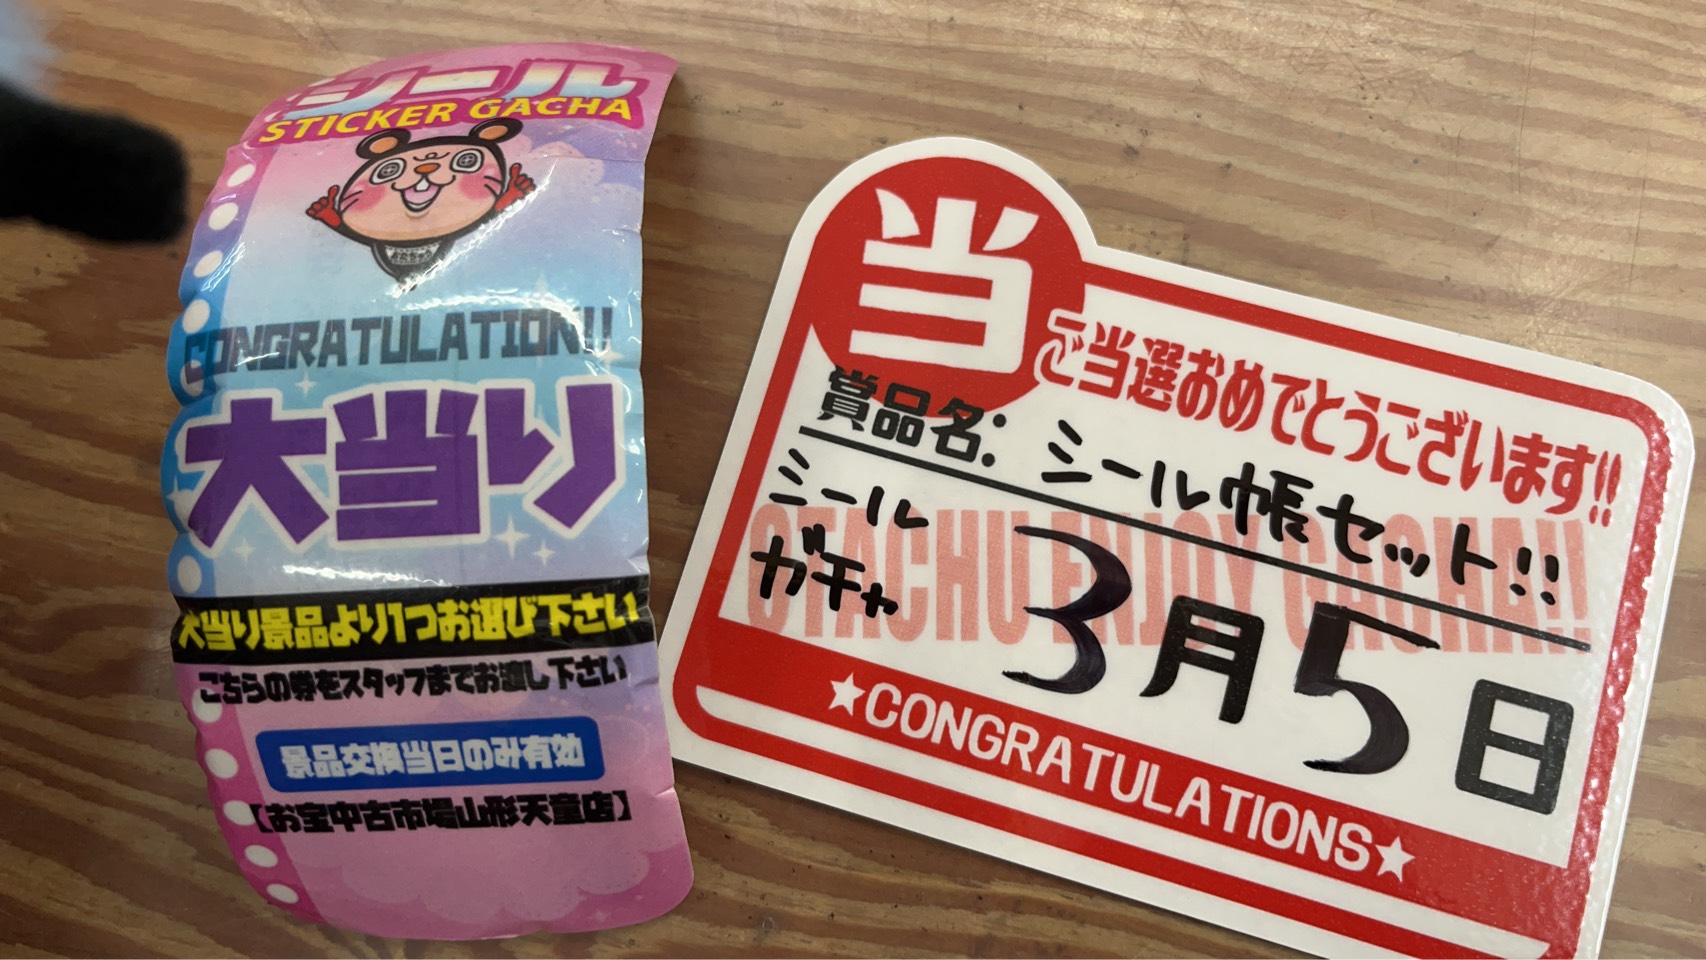 シール
STICKER GACHA
CONGRATULATION!!
大当り
大当り景品より1つお選び下さい
こちらの券をスタッフまでお渡し下さい
景品交換当日のみ有効
【お宝中古市場山形天童店】
当
ご当選おめでとうございます!!
賞品名: シール帳セット!!
シール
ガチャ
OTACHU ENJOY GACHA!!
3月5日
★CONGRATULATIONS★